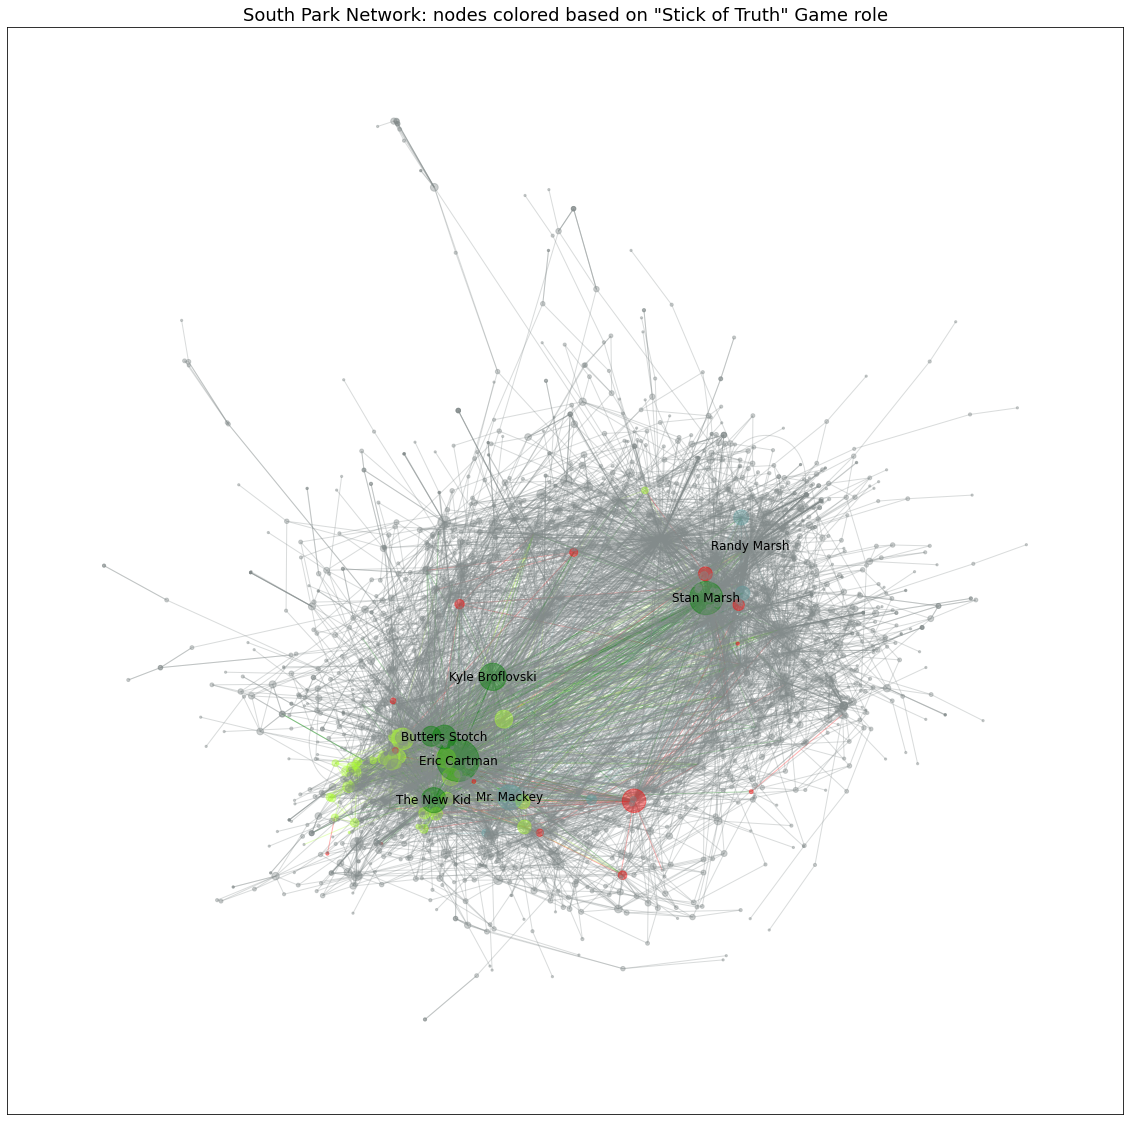 South Park Network: nodes colored based on "Stick of Truth" Game role
Randy Marsh
Stan Marsh
Kyle Broflovski
Butters Stotch
Eric Cartman
The New Kid
Mr. Mackey